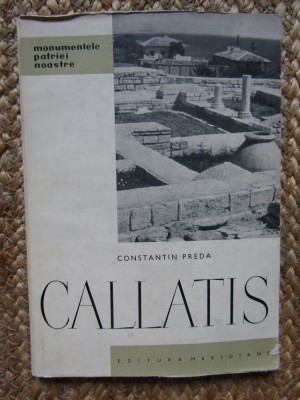 monumentele
patriei
noastre
CONSTANTIN PREDA
CALLATIS
EDITURA MERIDIANE